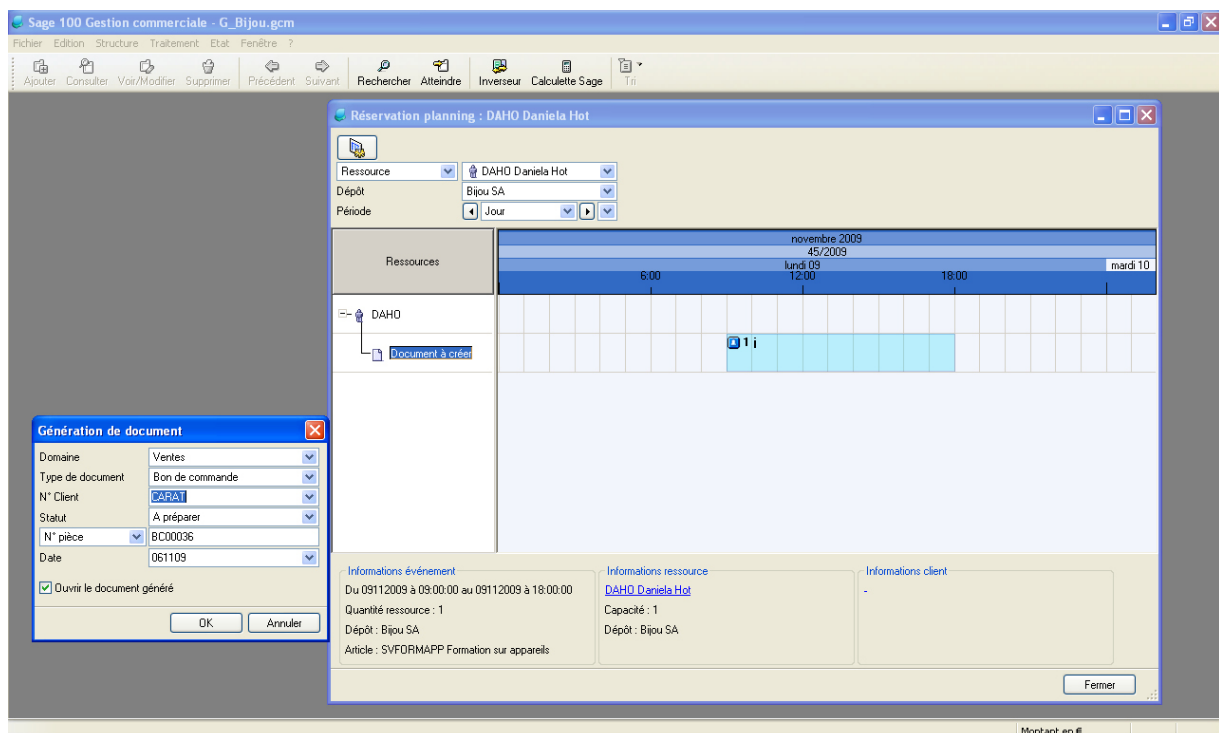 Sage 100 Gestion commerciale - G_Bijou.gcm
Fichier Edition Structure Traitement Etat Fenêtre ?
Ajouter Consulter Voir/Modifier Supprimer Précédent Suivant Rechercher Atteindre Inverseur Calculette Sage Tri
Réservation planning : DAHO Daniela Hot
Ressource DAHO Daniela Hot
Dépôt Bijou SA
Période Jour
Ressources
novembre 2009
45/2009
lundi 09 mardi 10
6:00 12:00 18:00
DAHO
Document à créer 1 i
Génération de document
Domaine Ventes
Type de document Bon de commande
N° Client CARAT
Statut A préparer
N° pièce BC00036
Date 061109
Ouvrir le document généré
OK Annuler
Informations événement
Du 09112009 à 09:00:00 au 09112009 à 18:00:00
Quantité ressource : 1
Dépôt : Bijou SA
Article : SVFORMAPP Formation sur appareils
Informations ressource
DAHO Daniela Hot
Capacité : 1
Dépôt : Bijou SA
Informations client
-
Fermer
Montant en €